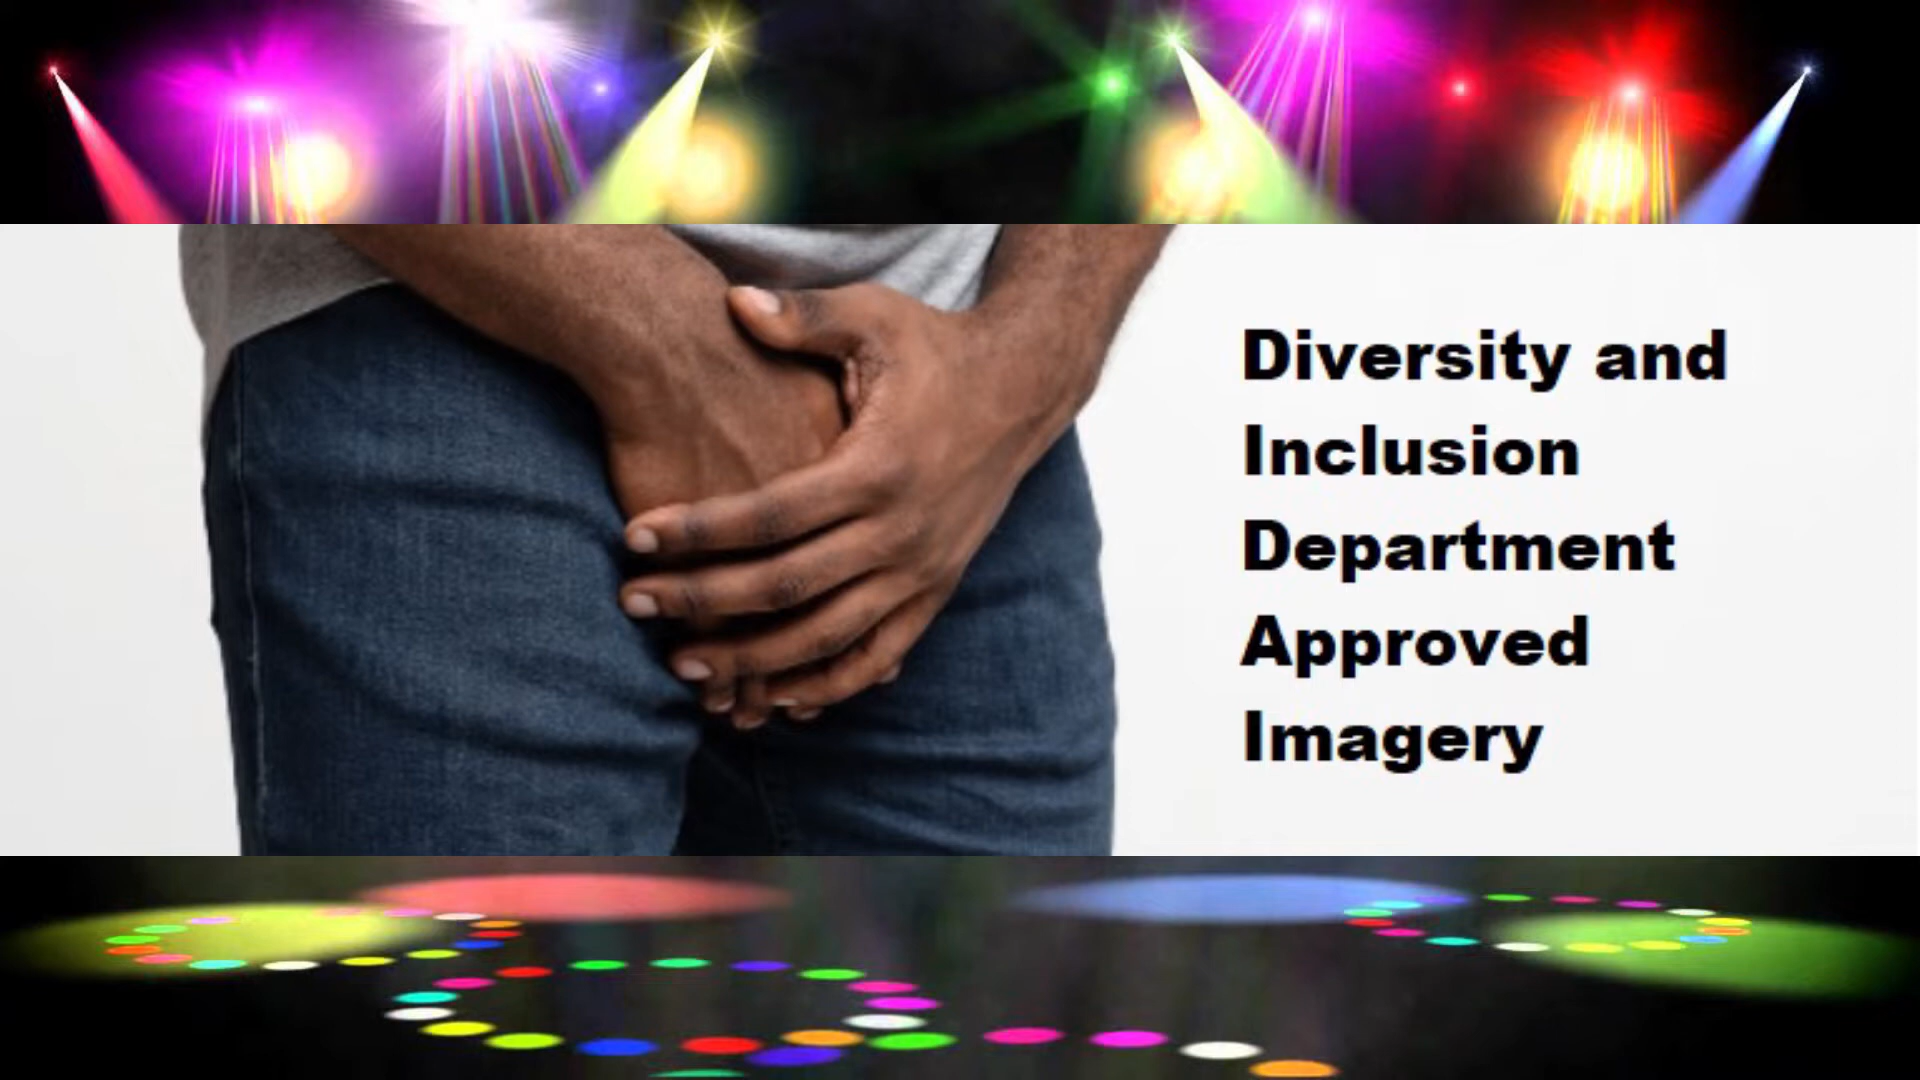 Diversity and
Inclusion
Department
Approved
Imagery